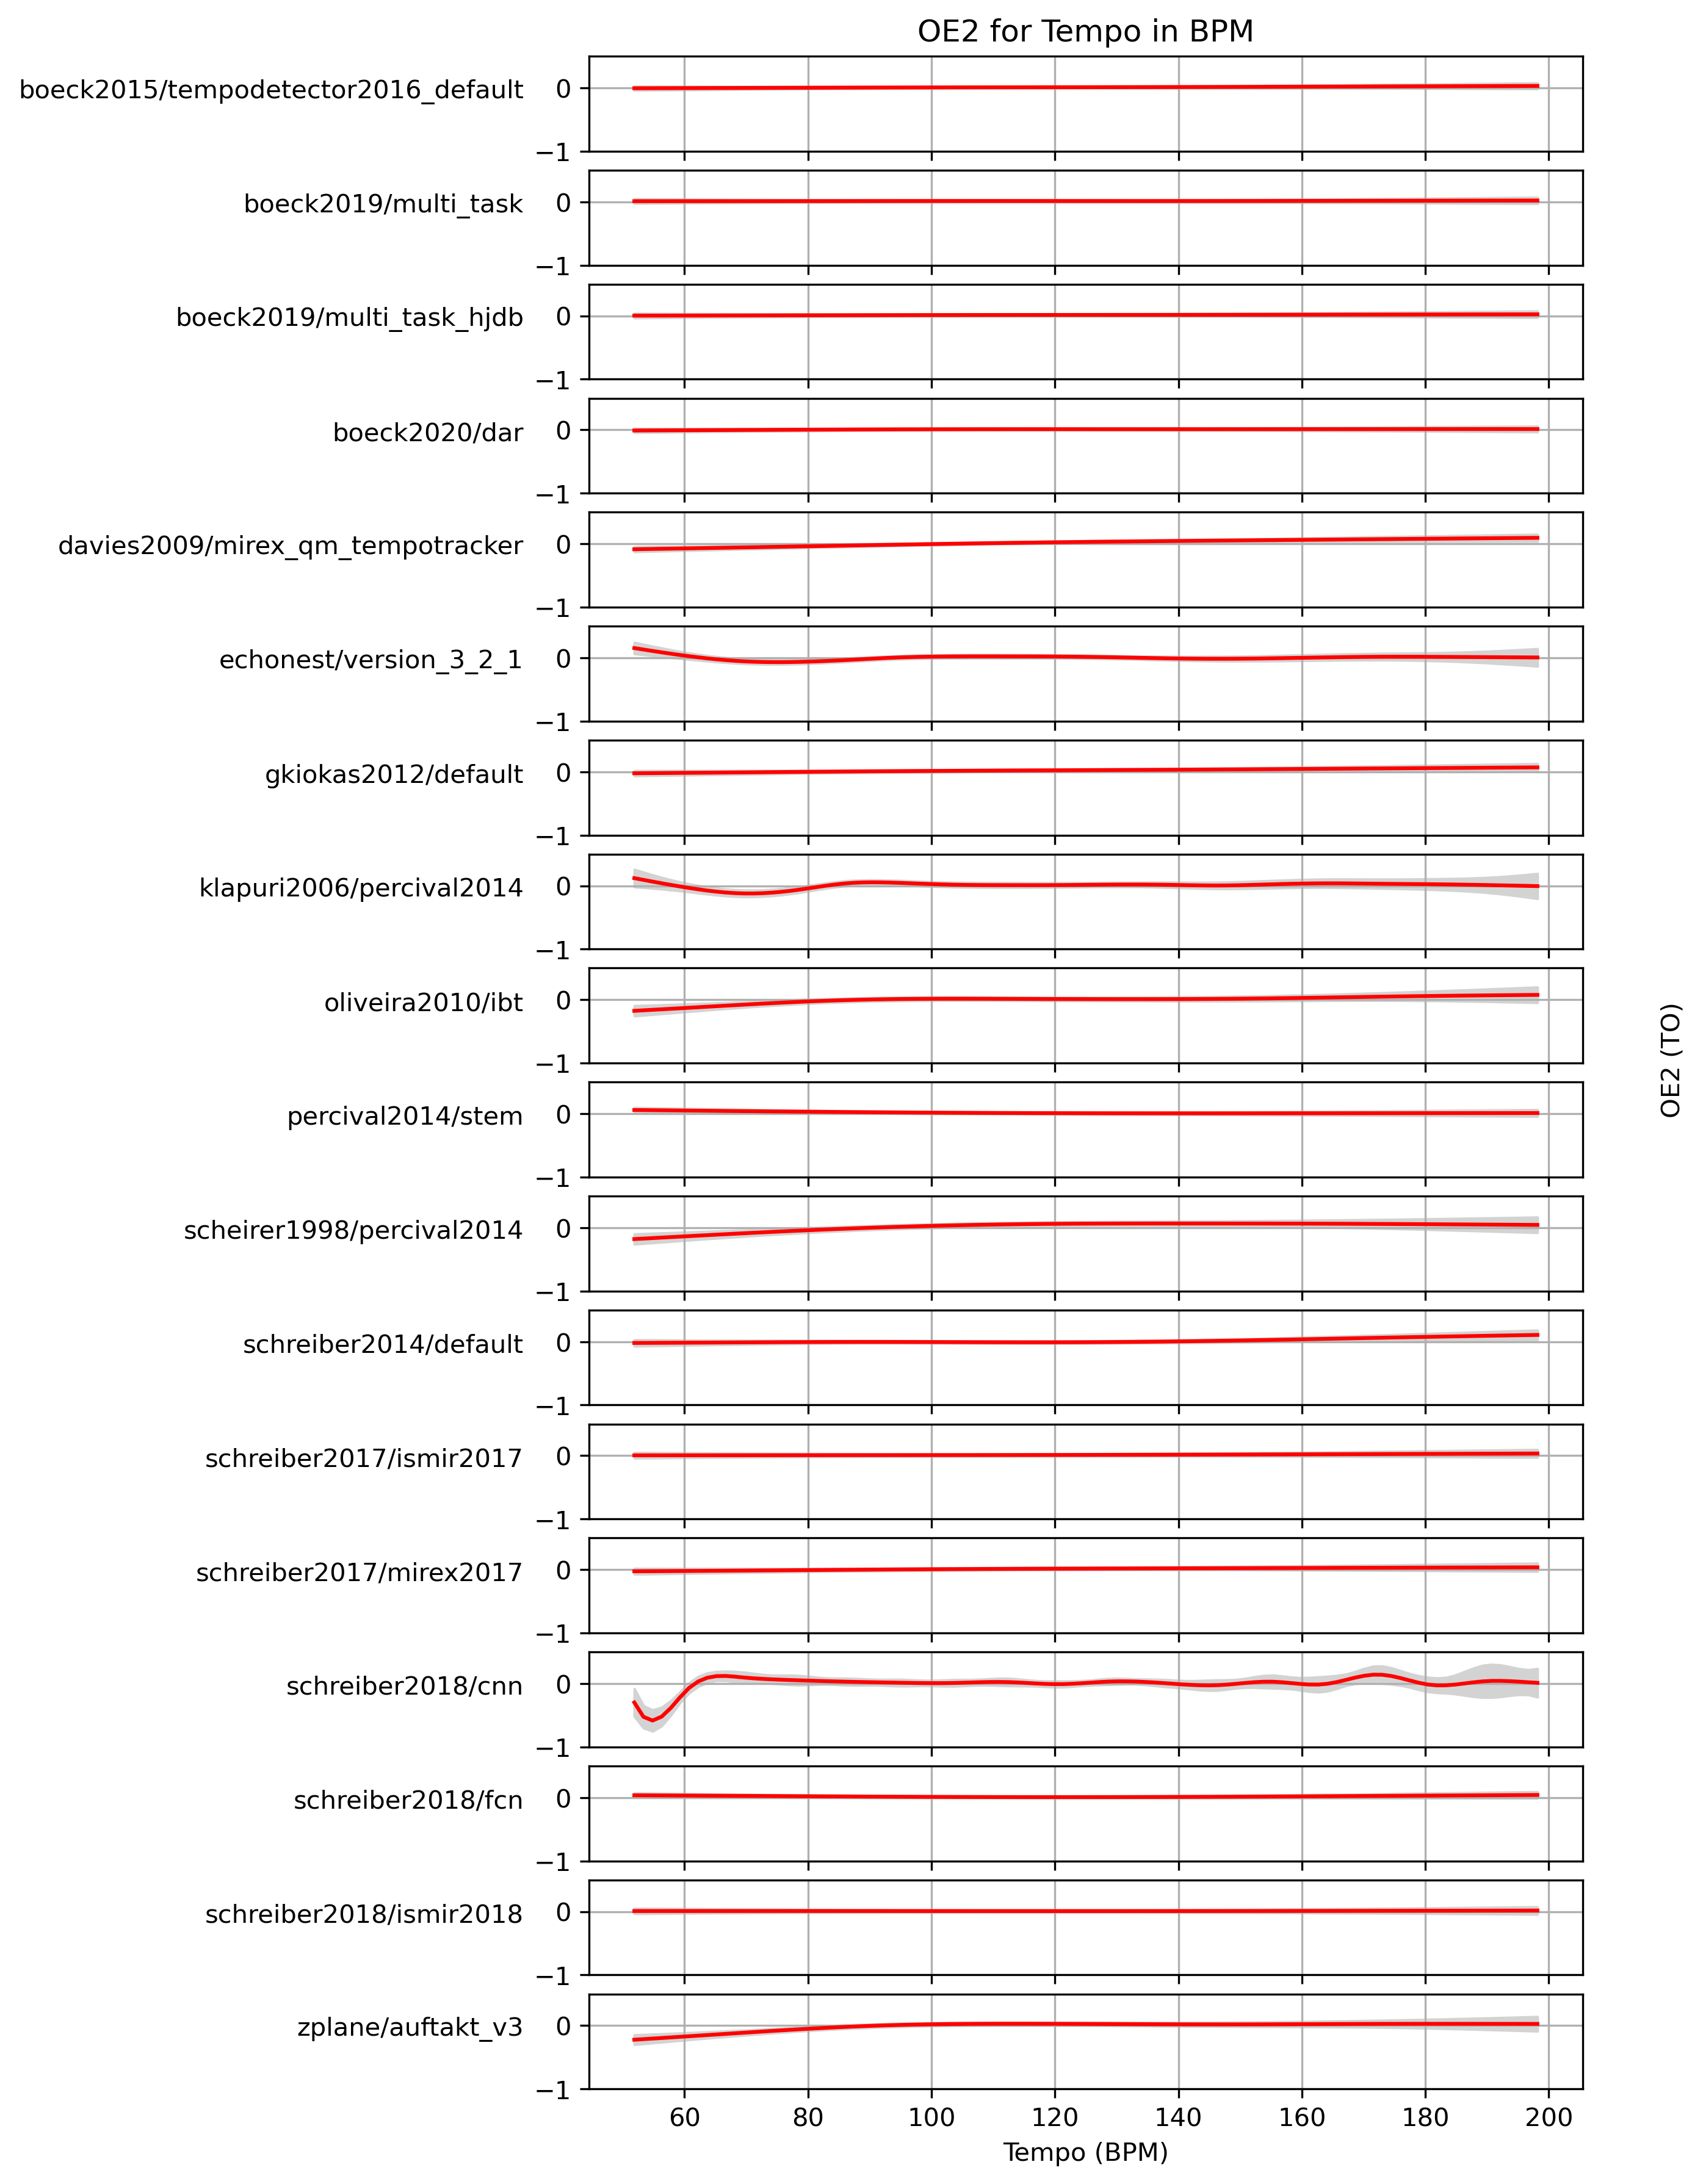 OE2 for Tempo in BPM
boeck2015/tempodetector2016_default
0
−1
boeck2019/multi_task
0
−1
boeck2019/multi_task_hjdb
0
−1
boeck2020/dar
0
−1
davies2009/mirex_qm_tempotracker
0
−1
echonest/version_3_2_1
0
−1
gkiokas2012/default
0
−1
klapuri2006/percival2014
0
−1
oliveira2010/ibt
0
−1
OE2 (TO)
percival2014/stem
0
−1
scheirer1998/percival2014
0
−1
schreiber2014/default
0
−1
schreiber2017/ismir2017
0
−1
schreiber2017/mirex2017
0
−1
schreiber2018/cnn
0
−1
schreiber2018/fcn
0
−1
schreiber2018/ismir2018
0
−1
zplane/auftakt_v3
0
−1
60 80 100 120 140 160 180 200
Tempo (BPM)